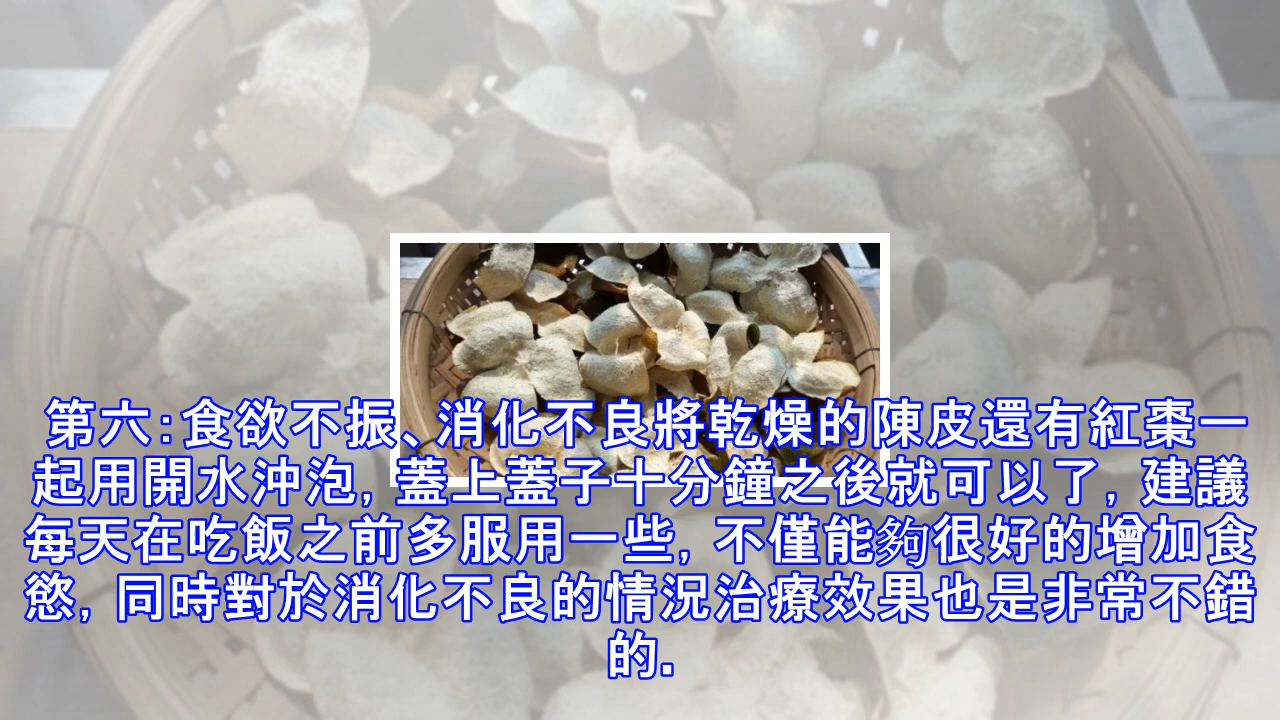 第六:食欲不振、消化不良將乾燥的陳皮還有紅棗一
起用開水沖泡, 蓋上蓋子十分鐘之後就可以了, 建議
每天在吃飯之前多服用一些, 不僅能夠很好的增加食
慾, 同時對於消化不良的情況治療效果也是非常不錯
的.